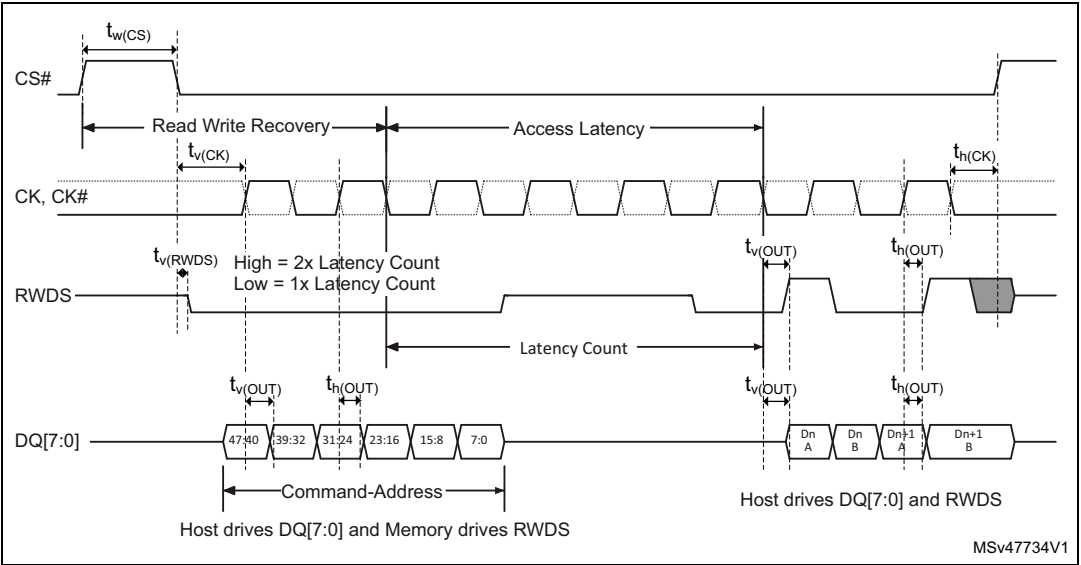 tw(CS)
CS#
Read Write Recovery
Access Latency
tv(CK)
th(CK)
CK, CK#
tv(RWDS)
High = 2x Latency Count
Low = 1x Latency Count
tv(OUT)
th(OUT)
RWDS
Latency Count
tv(OUT)
th(OUT)
tv(OUT)
th(OUT)
DQ[7:0]
47:40
39:32
31:24
23:16
15:8
7:0
Dn
A
Dn
B
Dn+1
A
Dn+1
B
Command-Address
Host drives DQ[7:0] and RWDS
Host drives DQ[7:0] and Memory drives RWDS
MSv47734V1